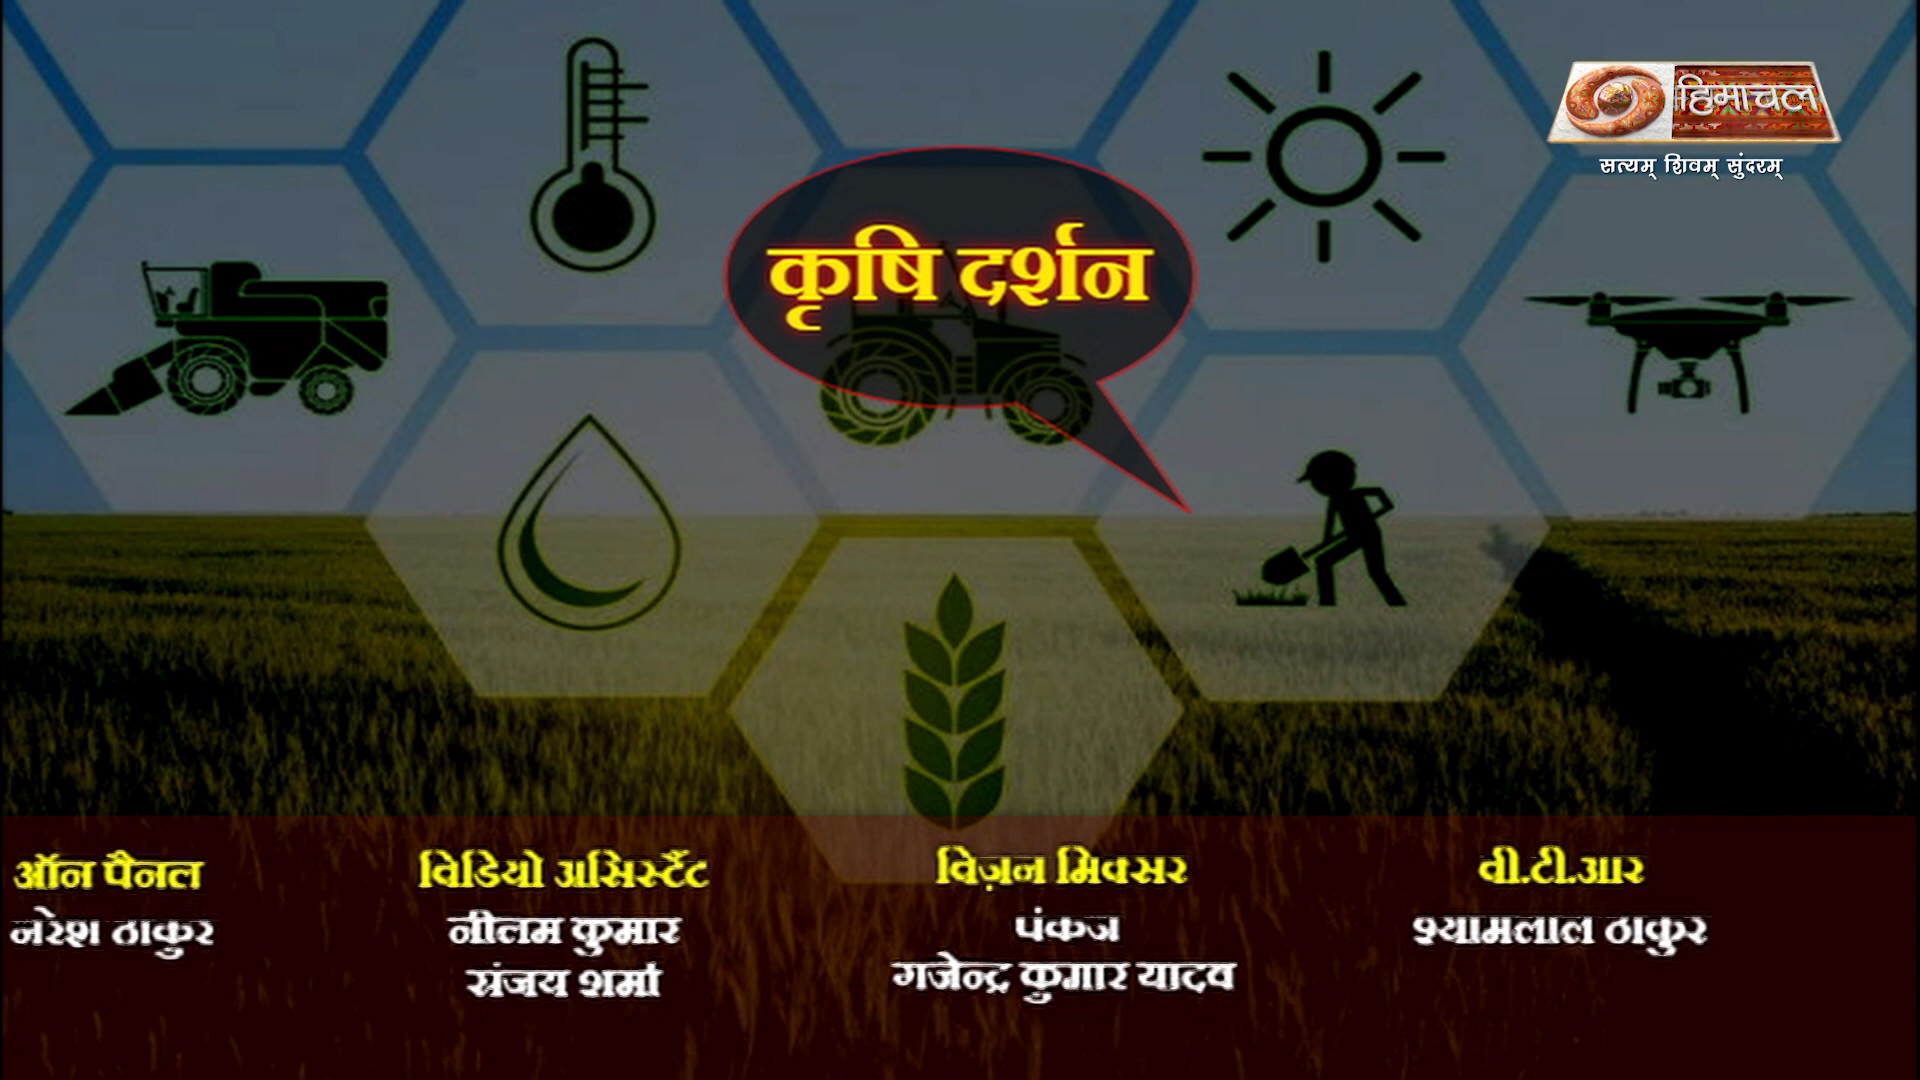 हिमाचल
सत्यम् शिवम् सुंदरम्
कृषि दर्शन
ऑन पैनल
नरेश ठाकुर
विडियो असिस्टैंट
नीलम कुमार
संजय शर्मा
विज़न मिक्सर
पंकज
गजेन्द्र कुमार यादव
वी.टी.आर
श्यामलाल ठाकुर